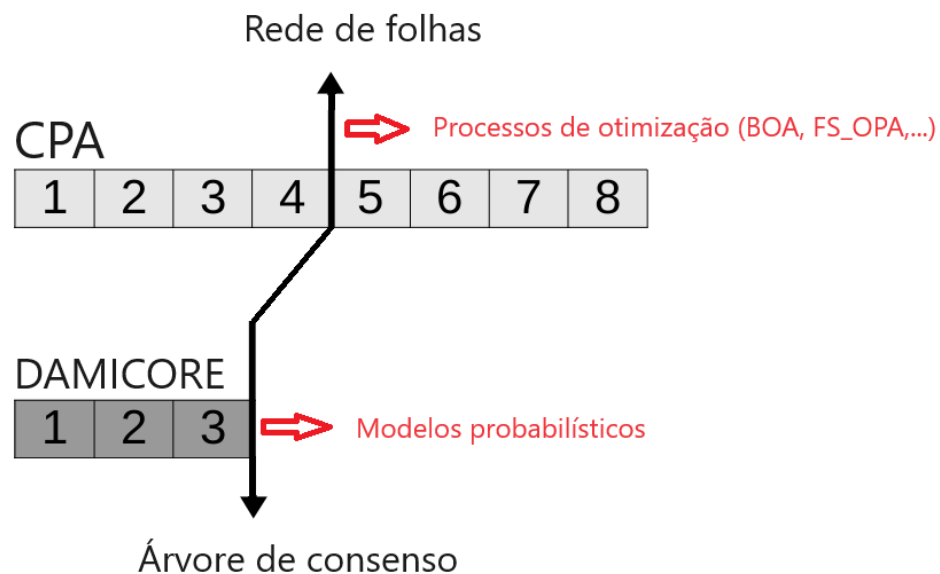 Rede de folhas
Processos de otimização (BOA, FS_OPA,...)
CPA
1 2 3 4 5 6 7 8
DAMICORE
1 2 3
Modelos probabilísticos
Árvore de consenso